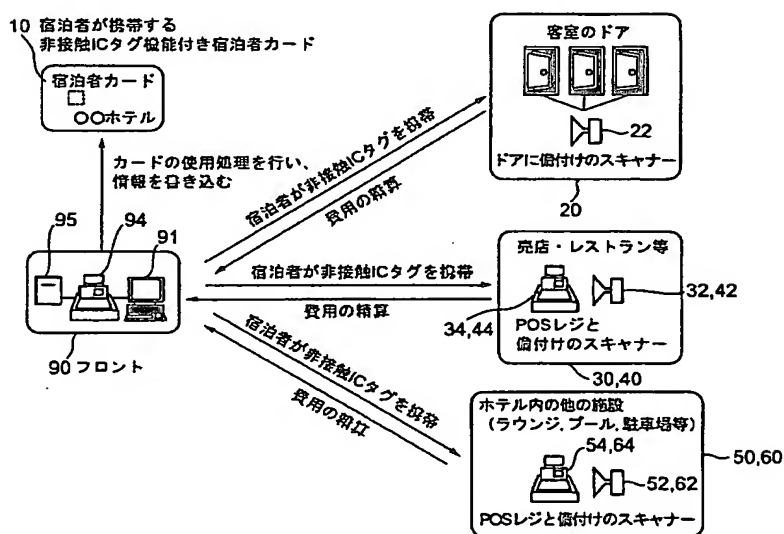 10 宿泊者が携帯する
非接触ICタグ機能付き宿泊者カード
宿泊者カード
○○ホテル
カードの使用処理を行い、
情報を書き込む
95
94
91
90 フロント
宿泊者が非接触ICタグを携帯
費用の精算
客室のドア
22
ドアに備付けのスキャナー
20
宿泊者が非接触ICタグを携帯
費用の精算
売店・レストラン等
34,44
32,42
POSレジと
備付けのスキャナー
30,40
宿泊者が非接触ICタグを携帯
費用の精算
ホテル内の他の施設
(ラウンジ,プール,駐車場等)
54,64
50,60
52,62
POSレジと備付けのスキャナー